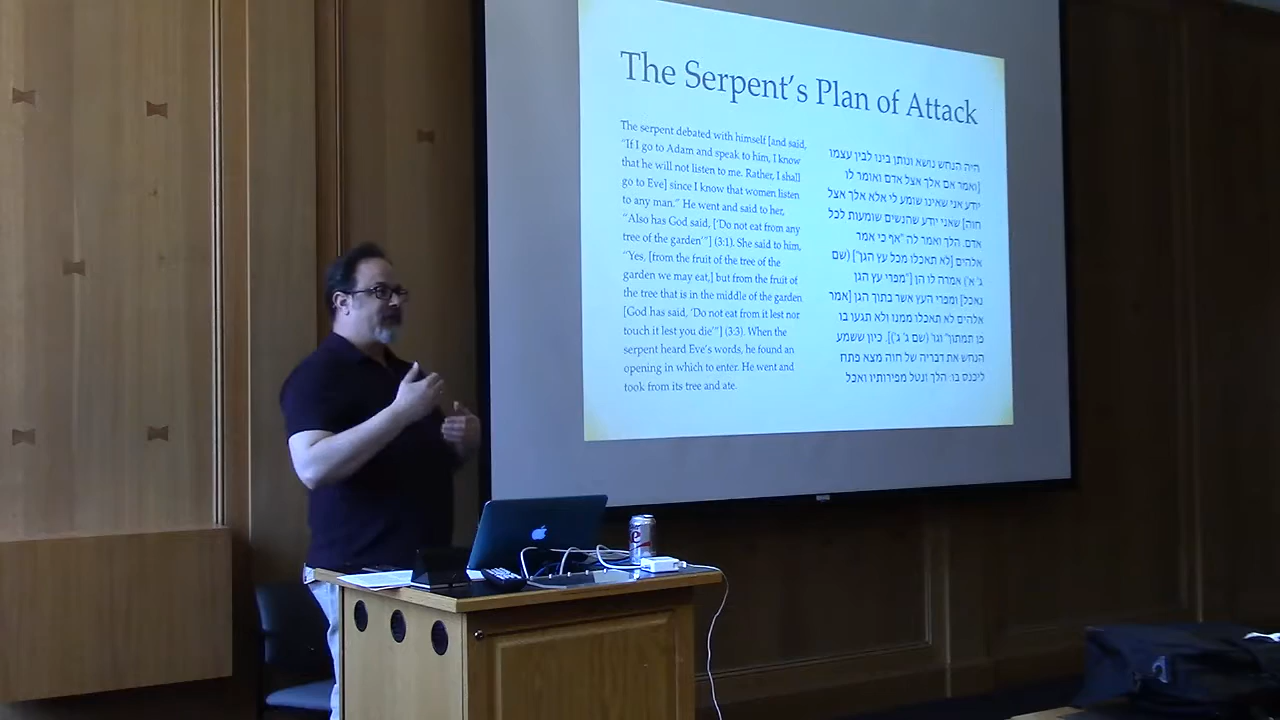 The Serpent's Plan of Attack
The serpent debated with himself [and said,
"If I go to Adam and speak to him, I know
that he will not listen to me. Rather, I shall
go to Eve] since I know that women listen
to any man." He went and said to her,
"Also has God said, ['Do not eat from any
tree of the garden'"] (3:1). She said to him,
"Yes, [from the fruit of the tree of the
garden we may eat,] but from the fruit of
the tree that is in the middle of the garden
[God has said, 'Do not eat from it lest nor
touch it lest you die'"] (3:3). When the
serpent heard Eve's words, he found an
opening in which to enter. He went and
took from its tree and ate.
היה הנחש נושא ונותן בינו לבין עצמו
[ואמר אם אלך אצל אדם ואומר לו
יודע אני שאינו שומע לי אלא אלך אצל
חוה] שאני יודע שהנשים שומעות לכל
אדם. הלך ואמר לה "אף כי אמר
אלהים [לא תאכלו מכל עץ הגן"] (שם
ג' א') אמרה לו הן ["מפרי עץ הגן
נאכל] ומפרי העץ אשר בתוך הגן [אמר
אלהים לא תאכלו ממנו ולא תגעו בו
פן תמתון" וגו' (שם ג' ג')]. כיון ששמע
הנחש את דבריה של חוה מצא פתח
ליכנס בו: הלך ונטל מפירותיו ואכל